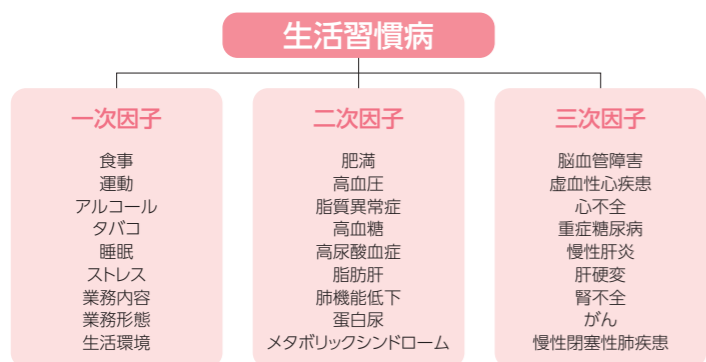 生活習慣病
一次因子
食事
運動
アルコール
タバコ
睡眠
ストレス
業務内容
業務形態
生活環境
二次因子
肥満
高血圧
脂質異常症
高血糖
高尿酸血症
脂肪肝
肺機能低下
蛋白尿
メタボリックシンドローム
三次因子
脳血管障害
虚血性心疾患
心不全
重症糖尿病
慢性肝炎
肝硬変
腎不全
がん
慢性閉塞性肺疾患